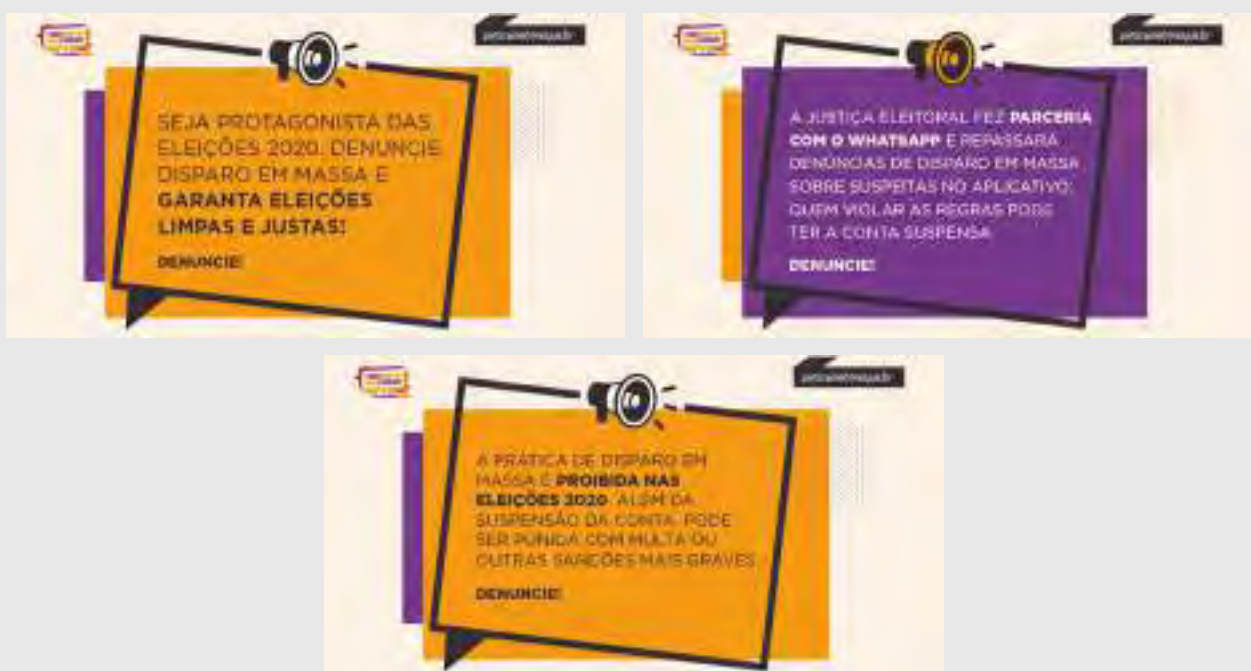 SEJA PROTAGONISTA DAS
ELEIÇÕES 2020. DENUNCIE
DISPARO EM MASSA E
GARANTA ELEIÇÕES
LIMPAS E JUSTAS!
DENUNCIE!
A JUSTIÇA ELEITORAL FEZ PARCERIA
COM O WHATSAPP E REPASSARÁ
DENÚNCIAS DE DISPARO EM MASSA
SOBRE SUSPEITAS NO APLICATIVO.
QUEM VIOLAR AS REGRAS PODE
TER A CONTA SUSPENSA
DENUNCIE!
A PRÁTICA DE DISPARO EM
MASSA É PROIBIDA NAS
ELEIÇÕES 2020. ALÉM DA
SUSPENSÃO DA CONTA, PODE
SER PUNIDA COM MULTA OU
OUTRAS SANÇÕES MAIS GRAVES
DENUNCIE!